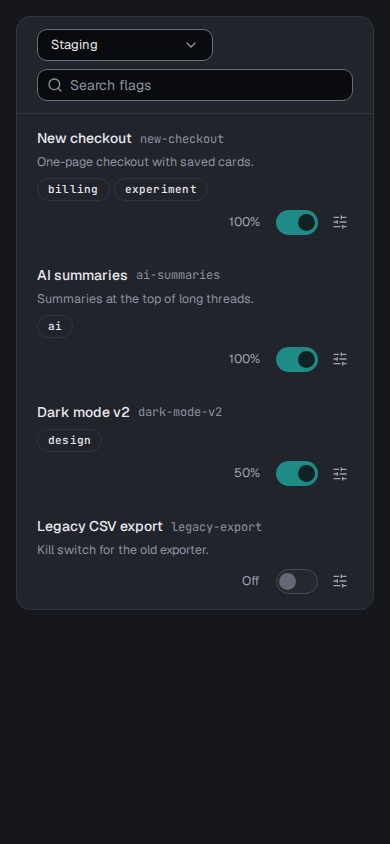 Staging
Search flags
New checkout new-checkout
One-page checkout with saved cards.
billing experiment
100%
AI summaries ai-summaries
Summaries at the top of long threads.
ai
100%
Dark mode v2 dark-mode-v2
design
50%
Legacy CSV export legacy-export
Kill switch for the old exporter.
Off